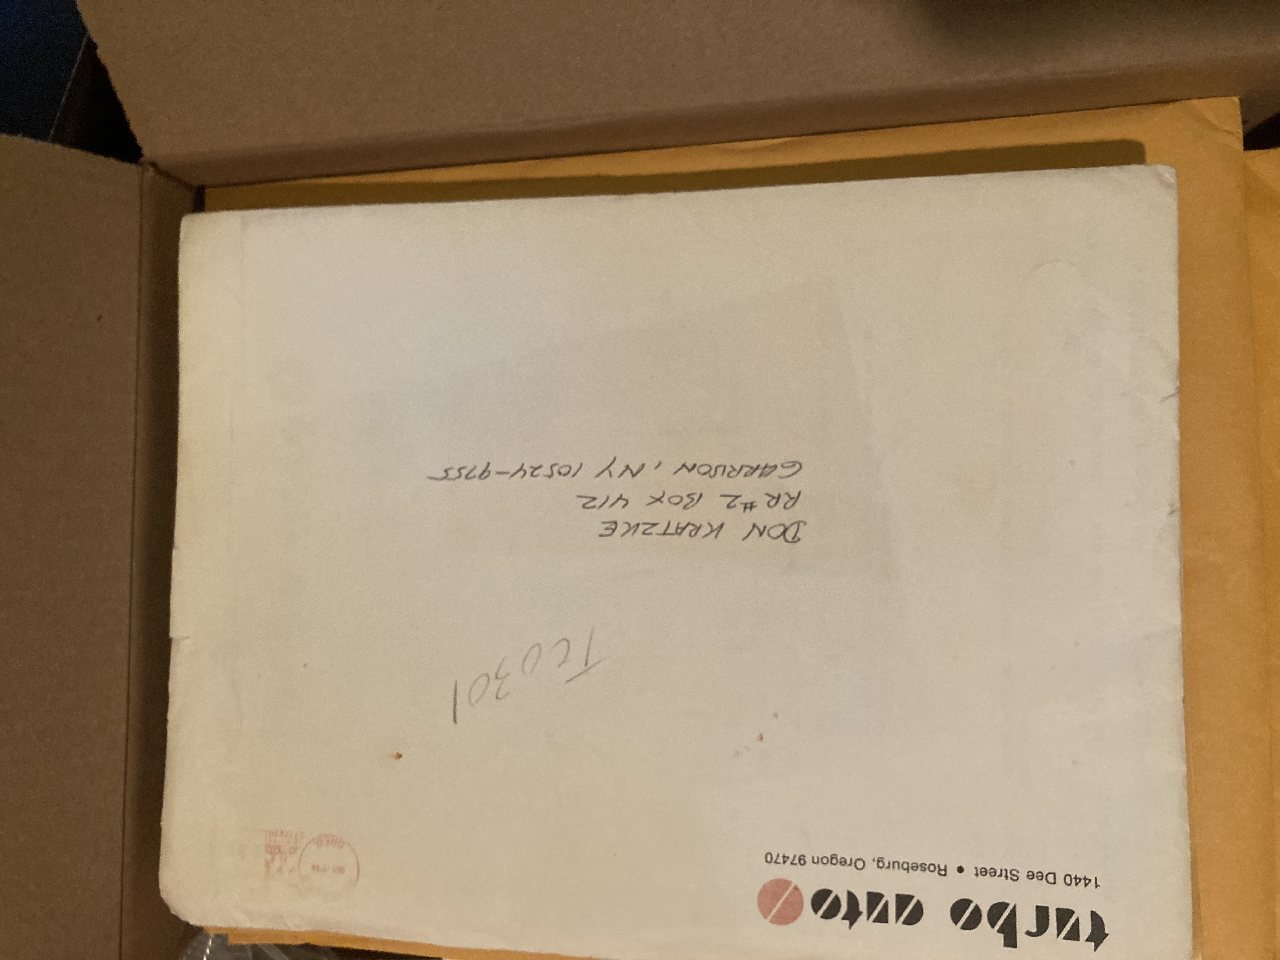 turbo auto
1440 Dee Street • Roseburg, Oregon 97470
TC0301
DON KRATZKE
RR #2 BOX 412
GARRISON, NY 10524-9755